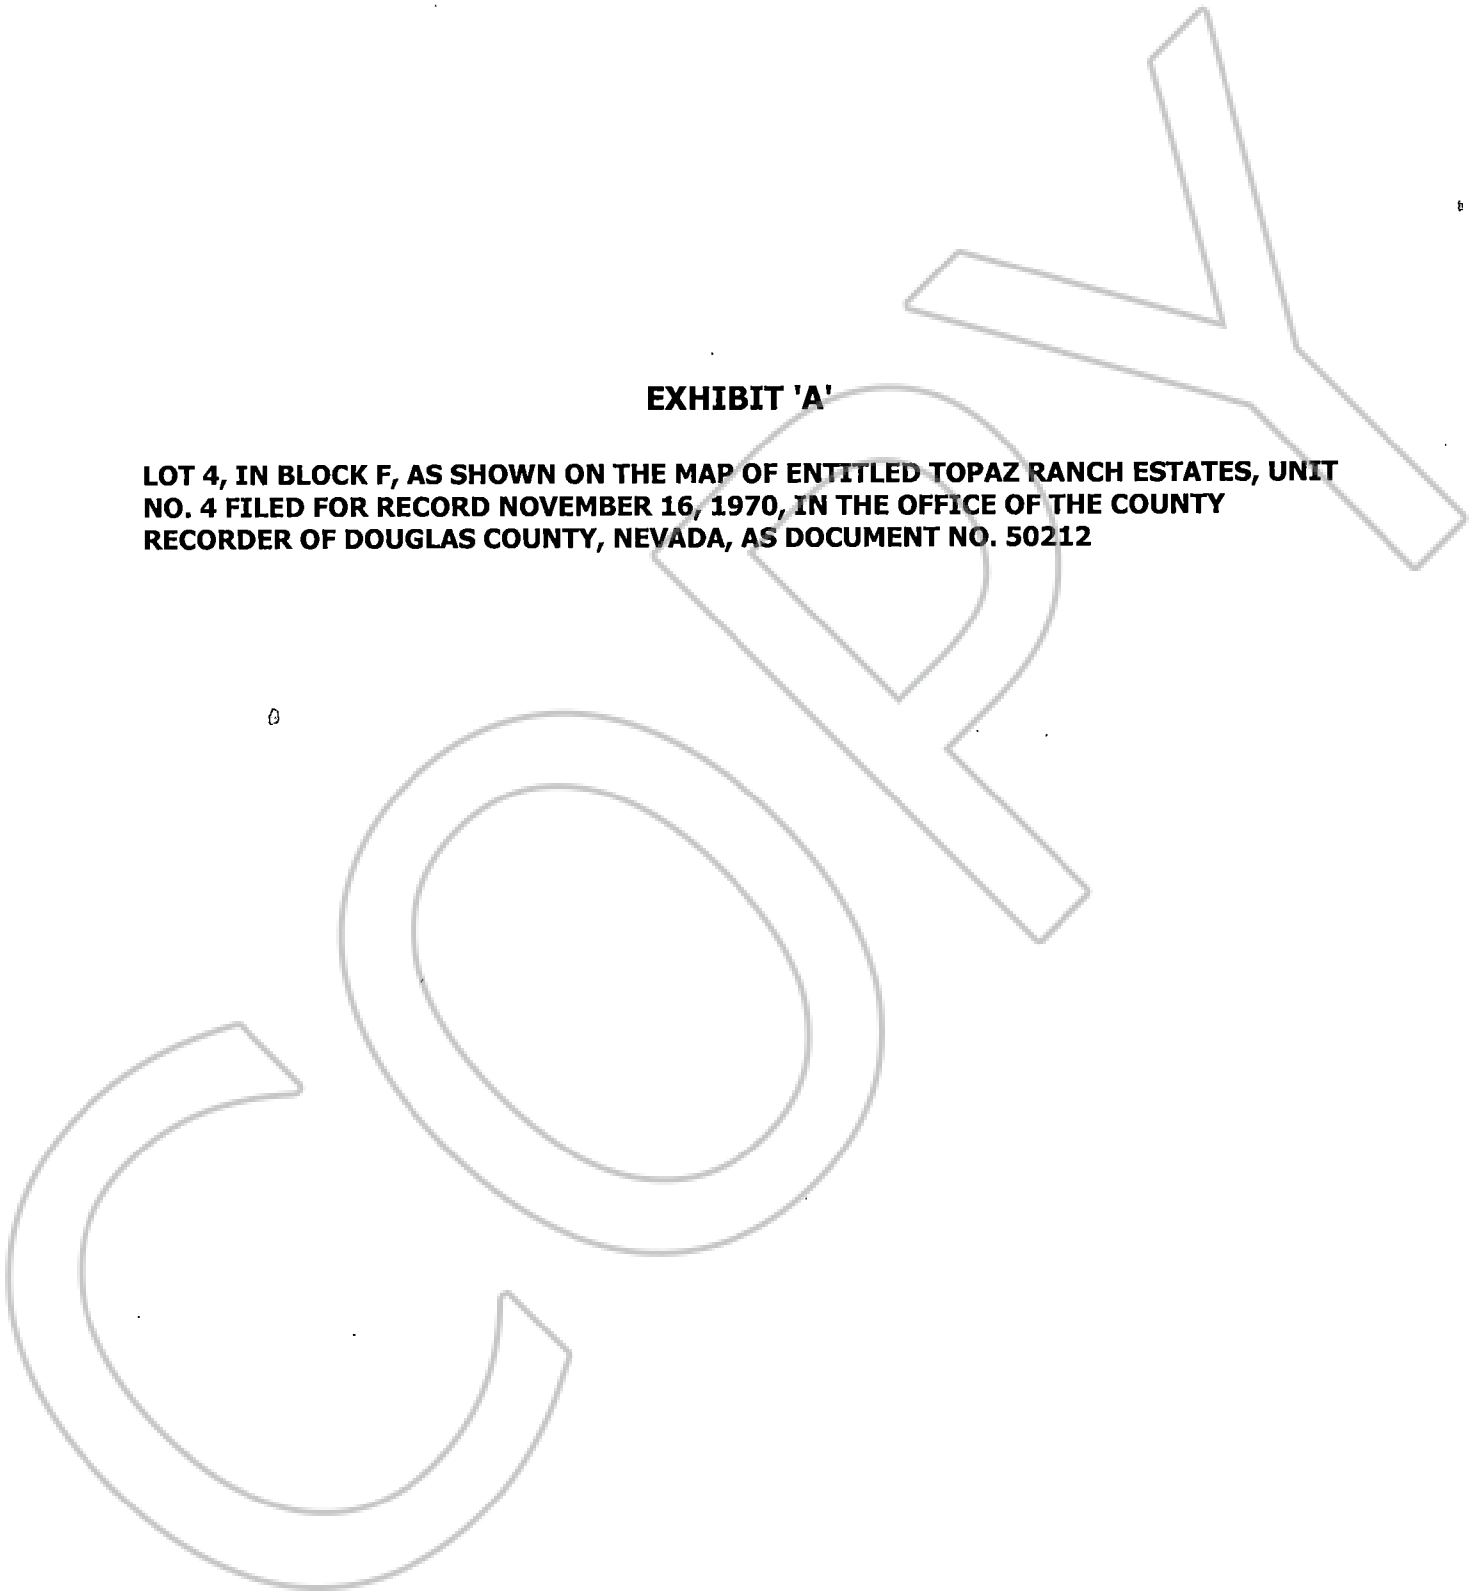 EXHIBIT 'A'
LOT 4, IN BLOCK F, AS SHOWN ON THE MAP OF ENTITLED TOPAZ RANCH ESTATES, UNIT
NO. 4 FILED FOR RECORD NOVEMBER 16, 1970, IN THE OFFICE OF THE COUNTY
RECORDER OF DOUGLAS COUNTY, NEVADA, AS DOCUMENT NO. 50212
COPY